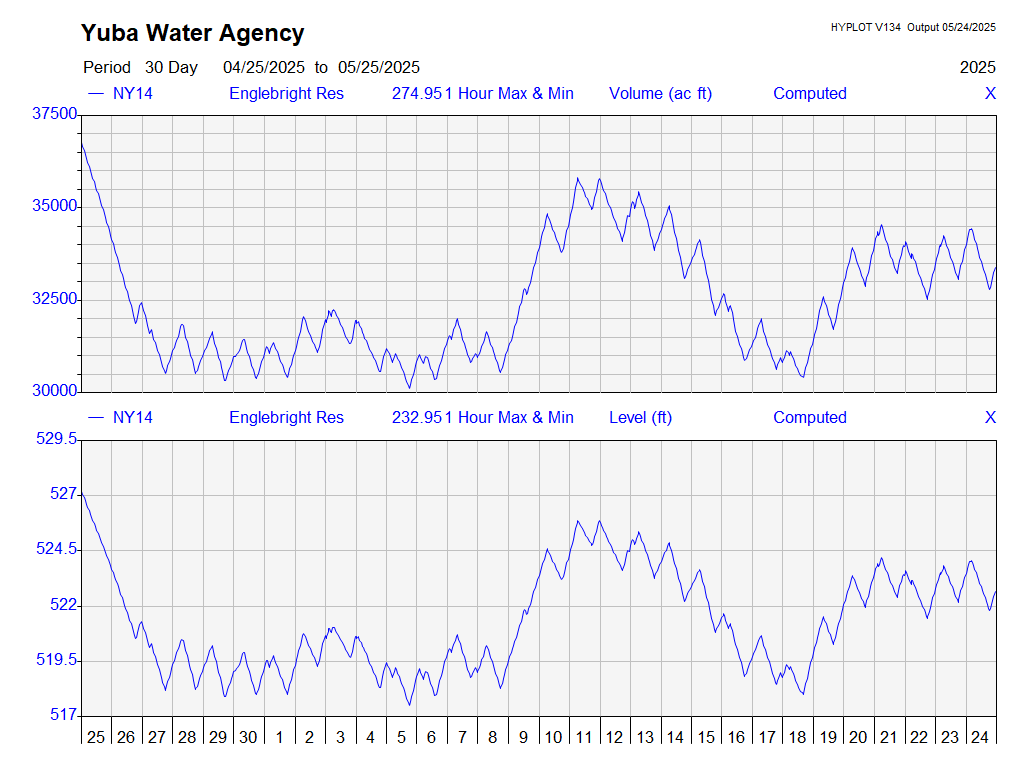 Yuba Water Agency
HYPLOT V134 Output 05/24/2025
Period 30 Day 04/25/2025 to 05/25/2025 2025
— NY14 Englebright Res 274.951 Hour Max & Min Volume (ac ft) Computed X
37500
35000
32500
30000
— NY14 Englebright Res 232.951 Hour Max & Min Level (ft) Computed X
529.5
527
524.5
522
519.5
517
25 26 27 28 29 30 1 2 3 4 5 6 7 8 9 10 11 12 13 14 15 16 17 18 19 20 21 22 23 24